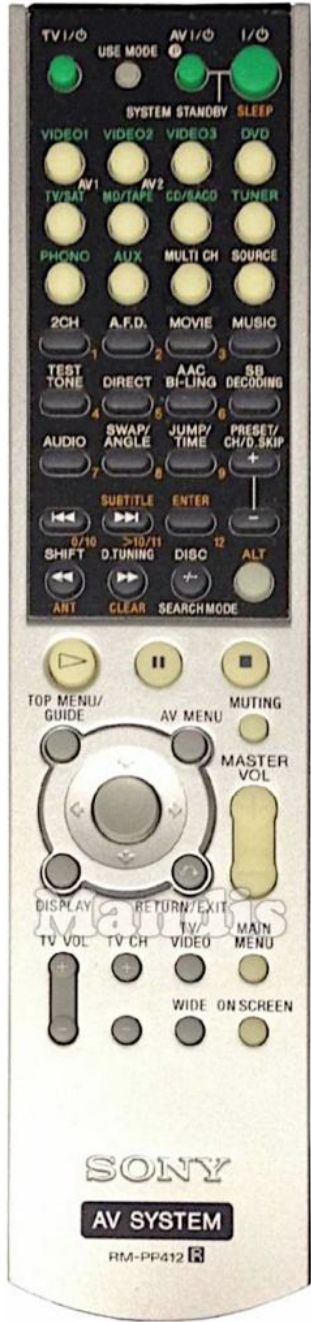 TV I/⏻ USE MODE P AV I/⏻ I/⏻
SYSTEM STANDBY SLEEP
VIDEO1 VIDEO2 VIDEO3 DVD
AV1 AV2
TV/SAT MD/TAPE CD/SACD TUNER
PHONO AUX MULTI CH SOURCE
2CH A.F.D. MOVIE MUSIC
1 2 3
TEST TONE DIRECT AAC BI-LING SB DECODING
4 5 6
AUDIO SWAP/ANGLE JUMP/TIME PRESET/CH/D.SKIP
7 8 9 +
SUBTITLE ENTER
0/10 >10/11 12 −
SHIFT D.TUNING DISC ALT
-/--
ANT CLEAR SEARCH MODE
TOP MENU/GUIDE AV MENU MUTING
MASTER VOL
DISPLAY RETURN/EXIT
Mandis
TV VOL TV CH TV/VIDEO MAIN MENU
+ +
WIDE ON SCREEN
− −
SONY
AV SYSTEM
RM-PP412 R